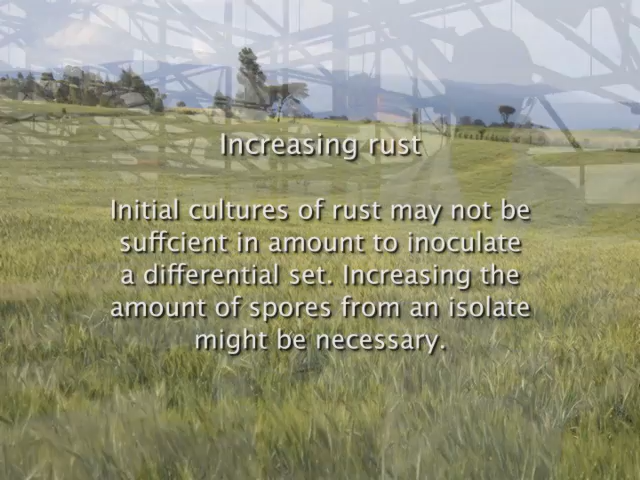 Increasing rust
Initial cultures of rust may not be
suffcient in amount to inoculate
a differential set. Increasing the
amount of spores from an isolate
might be necessary.